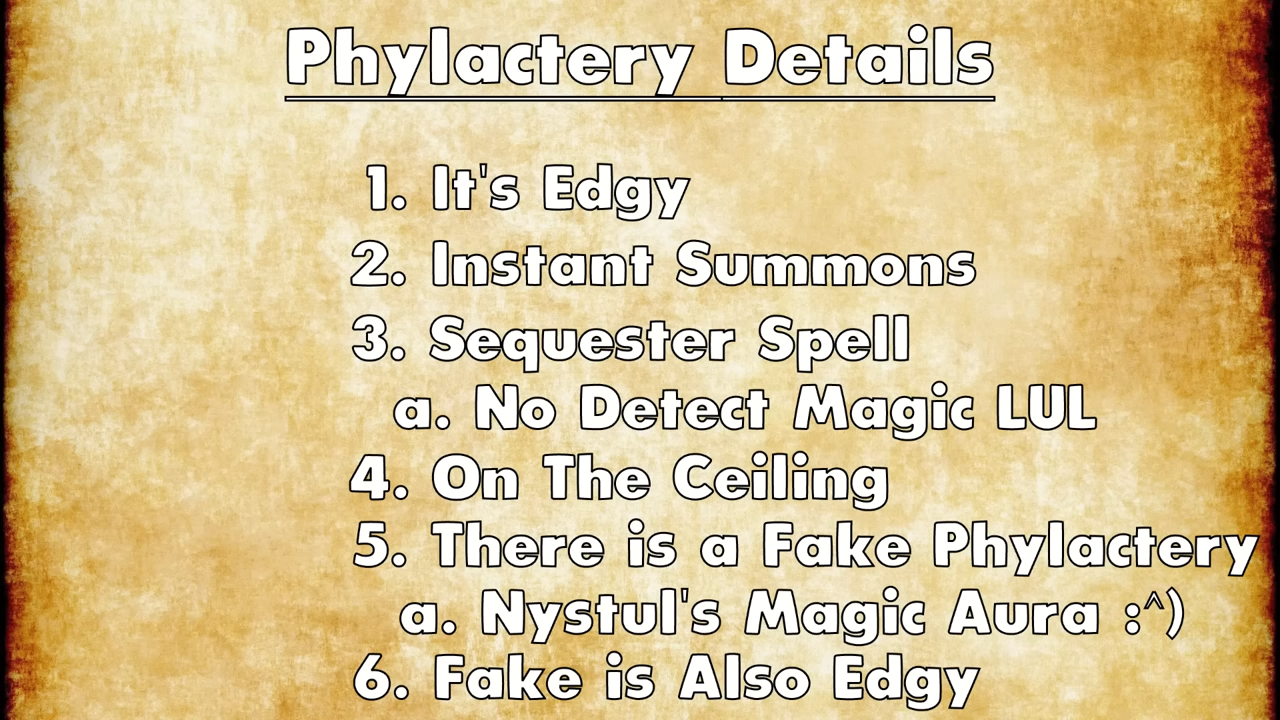 Phylactery Details
1. It's Edgy
2. Instant Summons
3. Sequester Spell
a. No Detect Magic LUL
4. On The Ceiling
5. There is a Fake Phylactery
a. Nystul's Magic Aura :^)
6. Fake is Also Edgy